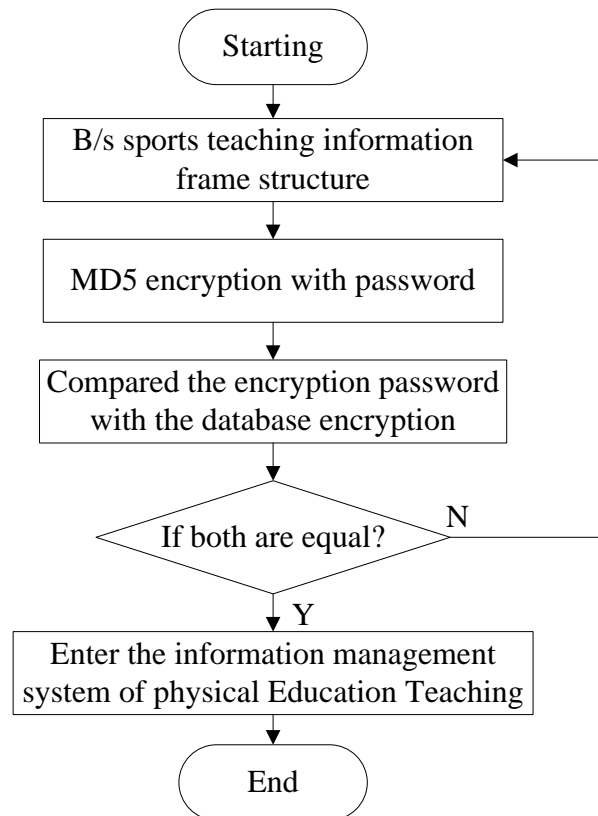 Starting
B/s sports teaching information
frame structure
MD5 encryption with password
Compared the encryption password
with the database encryption
If both are equal?
N
Y
Enter the information management
system of physical Education Teaching
End